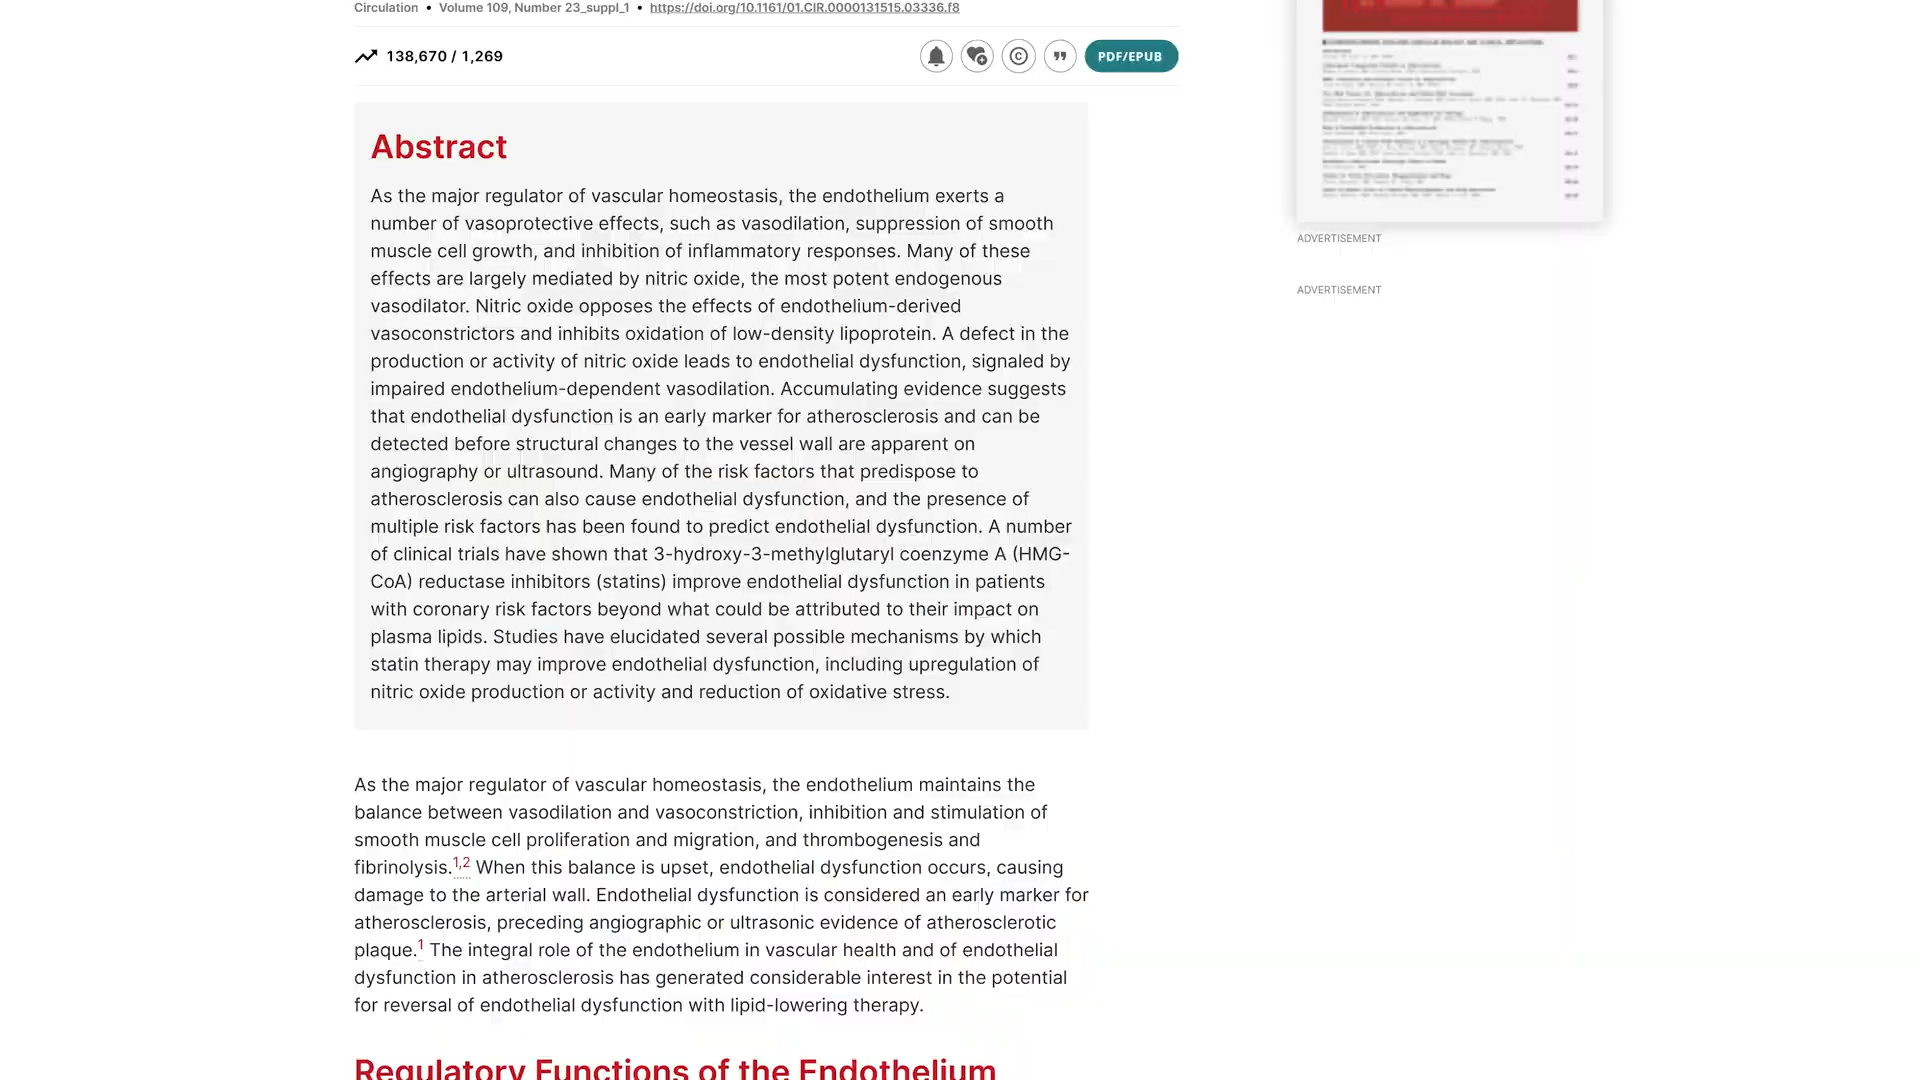 Circulation • Volume 109, Number 23_suppl_1 • https://doi.org/10.1161/01.CIR.0000131515.03336.f8
138,670 / 1,269
PDF/EPUB
Abstract
As the major regulator of vascular homeostasis, the endothelium exerts a
number of vasoprotective effects, such as vasodilation, suppression of smooth
muscle cell growth, and inhibition of inflammatory responses. Many of these
effects are largely mediated by nitric oxide, the most potent endogenous
vasodilator. Nitric oxide opposes the effects of endothelium-derived
vasoconstrictors and inhibits oxidation of low-density lipoprotein. A defect in the
production or activity of nitric oxide leads to endothelial dysfunction, signaled by
impaired endothelium-dependent vasodilation. Accumulating evidence suggests
that endothelial dysfunction is an early marker for atherosclerosis and can be
detected before structural changes to the vessel wall are apparent on
angiography or ultrasound. Many of the risk factors that predispose to
atherosclerosis can also cause endothelial dysfunction, and the presence of
multiple risk factors has been found to predict endothelial dysfunction. A number
of clinical trials have shown that 3-hydroxy-3-methylglutaryl coenzyme A (HMG-
CoA) reductase inhibitors (statins) improve endothelial dysfunction in patients
with coronary risk factors beyond what could be attributed to their impact on
plasma lipids. Studies have elucidated several possible mechanisms by which
statin therapy may improve endothelial dysfunction, including upregulation of
nitric oxide production or activity and reduction of oxidative stress.
As the major regulator of vascular homeostasis, the endothelium maintains the
balance between vasodilation and vasoconstriction, inhibition and stimulation of
smooth muscle cell proliferation and migration, and thrombogenesis and
fibrinolysis.1,2 When this balance is upset, endothelial dysfunction occurs, causing
damage to the arterial wall. Endothelial dysfunction is considered an early marker for
atherosclerosis, preceding angiographic or ultrasonic evidence of atherosclerotic
plaque.1 The integral role of the endothelium in vascular health and of endothelial
dysfunction in atherosclerosis has generated considerable interest in the potential
for reversal of endothelial dysfunction with lipid-lowering therapy.
Regulatory Functions of the Endothelium
ADVERTISEMENT
ADVERTISEMENT